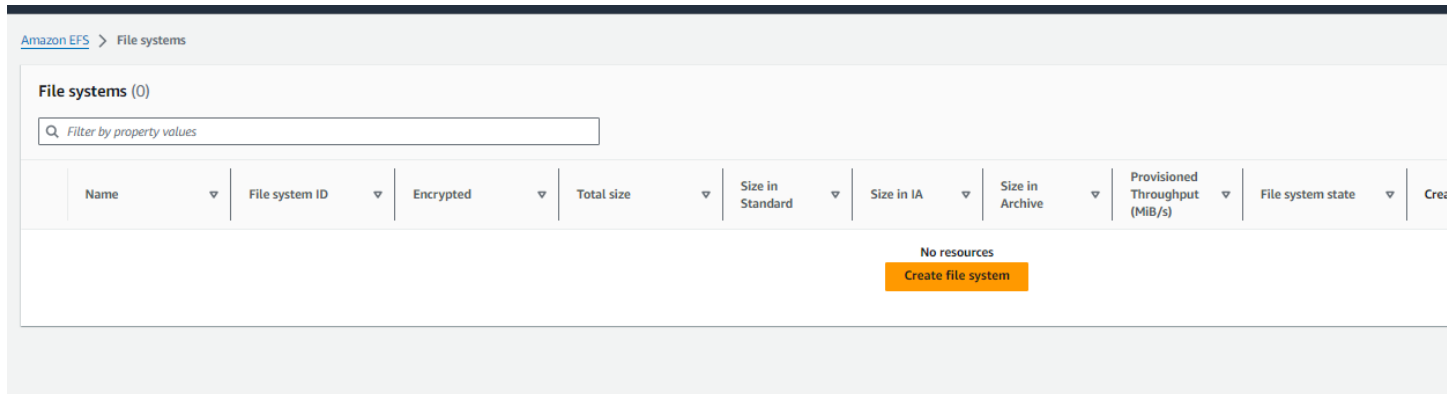 Amazon EFS > File systems
File systems (0)
Filter by property values
Name
File system ID
Encrypted
Total size
Size in
Standard
Size in IA
Size in
Archive
Provisioned
Throughput
(MiB/s)
File system state
Crea
No resources
Create file system